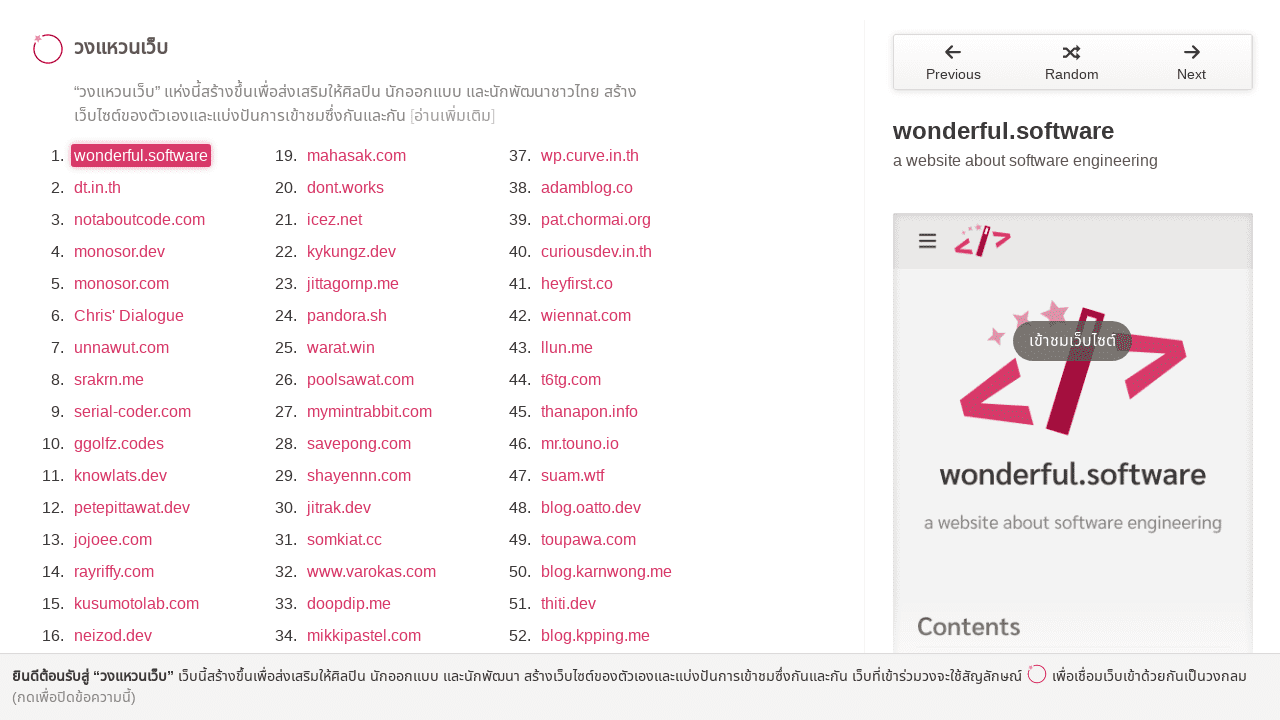 วงแหวนเว็บ
“วงแหวนเว็บ” แห่งนี้สร้างขึ้นเพื่อส่งเสริมให้ศิลปิน นักออกแบบ และนักพัฒนาชาวไทย สร้าง
เว็บไซต์ของตัวเองและแบ่งปันการเข้าชมซึ่งกันและกัน [อ่านเพิ่มเติม]
1. wonderful.software
2. dt.in.th
3. notaboutcode.com
4. monosor.dev
5. monosor.com
6. Chris' Dialogue
7. unnawut.com
8. srakrn.me
9. serial-coder.com
10. ggolfz.codes
11. knowlats.dev
12. petepittawat.dev
13. jojoee.com
14. rayriffy.com
15. kusumotolab.com
16. neizod.dev
19. mahasak.com
20. dont.works
21. icez.net
22. kykungz.dev
23. jittagornp.me
24. pandora.sh
25. warat.win
26. poolsawat.com
27. mymintrabbit.com
28. savepong.com
29. shayennn.com
30. jitrak.dev
31. somkiat.cc
32. www.varokas.com
33. doopdip.me
34. mikkipastel.com
37. wp.curve.in.th
38. adamblog.co
39. pat.chormai.org
40. curiousdev.in.th
41. heyfirst.co
42. wiennat.com
43. llun.me
44. t6tg.com
45. thanapon.info
46. mr.touno.io
47. suam.wtf
48. blog.oatto.dev
49. toupawa.com
50. blog.karnwong.me
51. thiti.dev
52. blog.kpping.me
Previous
Random
Next
wonderful.software
a website about software engineering
เข้าชมเว็บไซต์
wonderful.software
a website about software engineering
Contents
ยินดีต้อนรับสู่ “วงแหวนเว็บ” เว็บนี้สร้างขึ้นเพื่อส่งเสริมให้ศิลปิน นักออกแบบ และนักพัฒนา สร้างเว็บไซต์ของตัวเองและแบ่งปันการเข้าชมซึ่งกันและกัน เว็บที่เข้าร่วมวงจะใช้สัญลักษณ์ เพื่อเชื่อมเว็บเข้าด้วยกันเป็นวงกลม
(กดเพื่อปิดข้อความนี้)